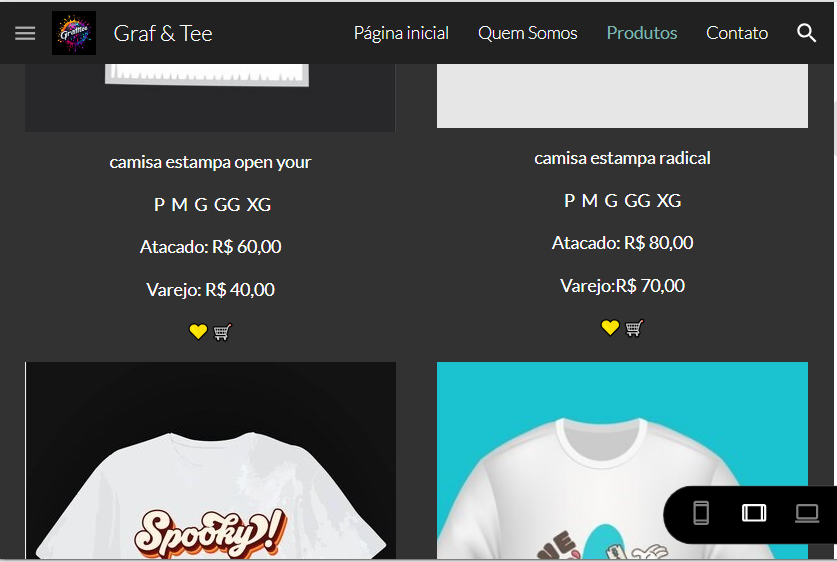 Grafftee
Graf & Tee
Página inicial
Quem Somos
Produtos
Contato
camisa estampa open your
P M G GG XG
Atacado: R$ 60,00
Varejo: R$ 40,00
camisa estampa radical
P M G GG XG
Atacado: R$ 80,00
Varejo:R$ 70,00
Spooky!